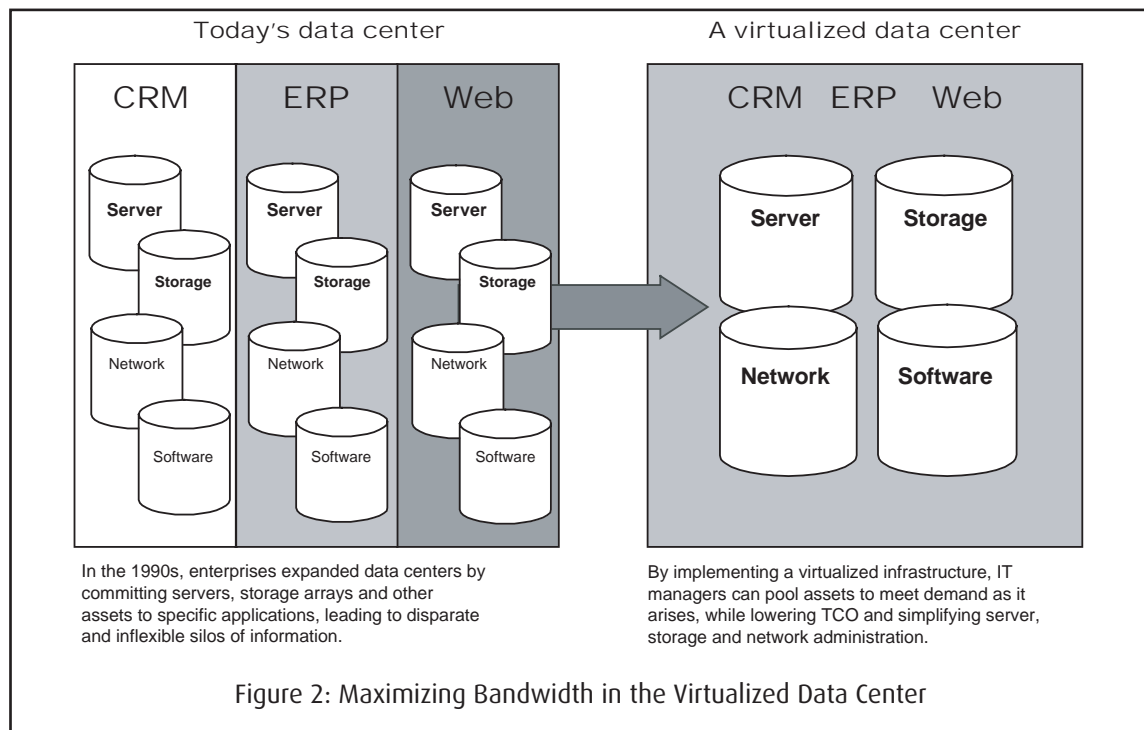 Today's data center
A virtualized data center
CRM
ERP
Web
Server
Storage
Network
Software
Server
Storage
Network
Software
Server
Storage
Network
Software
CRM ERP Web
Server
Storage
Network
Software
In the 1990s, enterprises expanded data centers by
committing servers, storage arrays and other
assets to specific applications, leading to disparate
and inflexible silos of information.
By implementing a virtualized infrastructure, IT
managers can pool assets to meet demand as it
arises, while lowering TCO and simplifying server,
storage and network administration.
Figure 2: Maximizing Bandwidth in the Virtualized Data Center